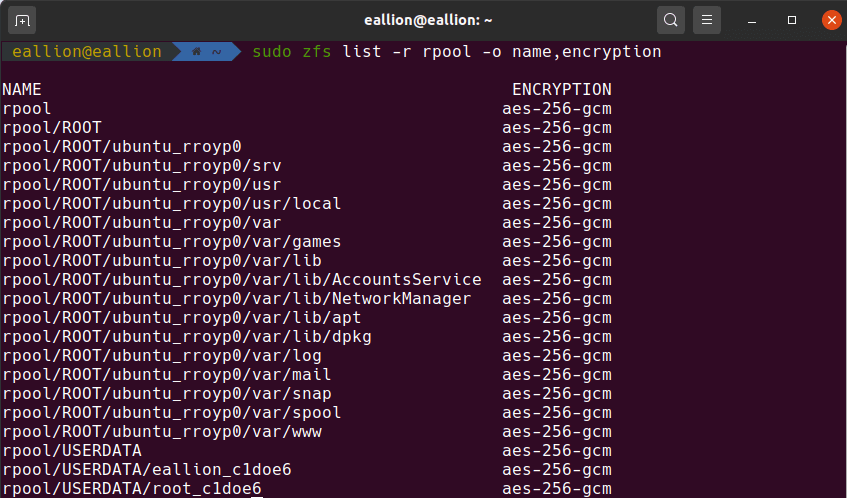 eallion@eallion: ~
eallion@eallion ~ sudo zfs list -r rpool -o name,encryption
NAME ENCRYPTION
rpool aes-256-gcm
rpool/ROOT aes-256-gcm
rpool/ROOT/ubuntu_rroyp0 aes-256-gcm
rpool/ROOT/ubuntu_rroyp0/srv aes-256-gcm
rpool/ROOT/ubuntu_rroyp0/usr aes-256-gcm
rpool/ROOT/ubuntu_rroyp0/usr/local aes-256-gcm
rpool/ROOT/ubuntu_rroyp0/var aes-256-gcm
rpool/ROOT/ubuntu_rroyp0/var/games aes-256-gcm
rpool/ROOT/ubuntu_rroyp0/var/lib aes-256-gcm
rpool/ROOT/ubuntu_rroyp0/var/lib/AccountsService aes-256-gcm
rpool/ROOT/ubuntu_rroyp0/var/lib/NetworkManager aes-256-gcm
rpool/ROOT/ubuntu_rroyp0/var/lib/apt aes-256-gcm
rpool/ROOT/ubuntu_rroyp0/var/lib/dpkg aes-256-gcm
rpool/ROOT/ubuntu_rroyp0/var/log aes-256-gcm
rpool/ROOT/ubuntu_rroyp0/var/mail aes-256-gcm
rpool/ROOT/ubuntu_rroyp0/var/snap aes-256-gcm
rpool/ROOT/ubuntu_rroyp0/var/spool aes-256-gcm
rpool/ROOT/ubuntu_rroyp0/var/www aes-256-gcm
rpool/USERDATA aes-256-gcm
rpool/USERDATA/eallion_c1doe6 aes-256-gcm
rpool/USERDATA/root_c1doe6 aes-256-gcm